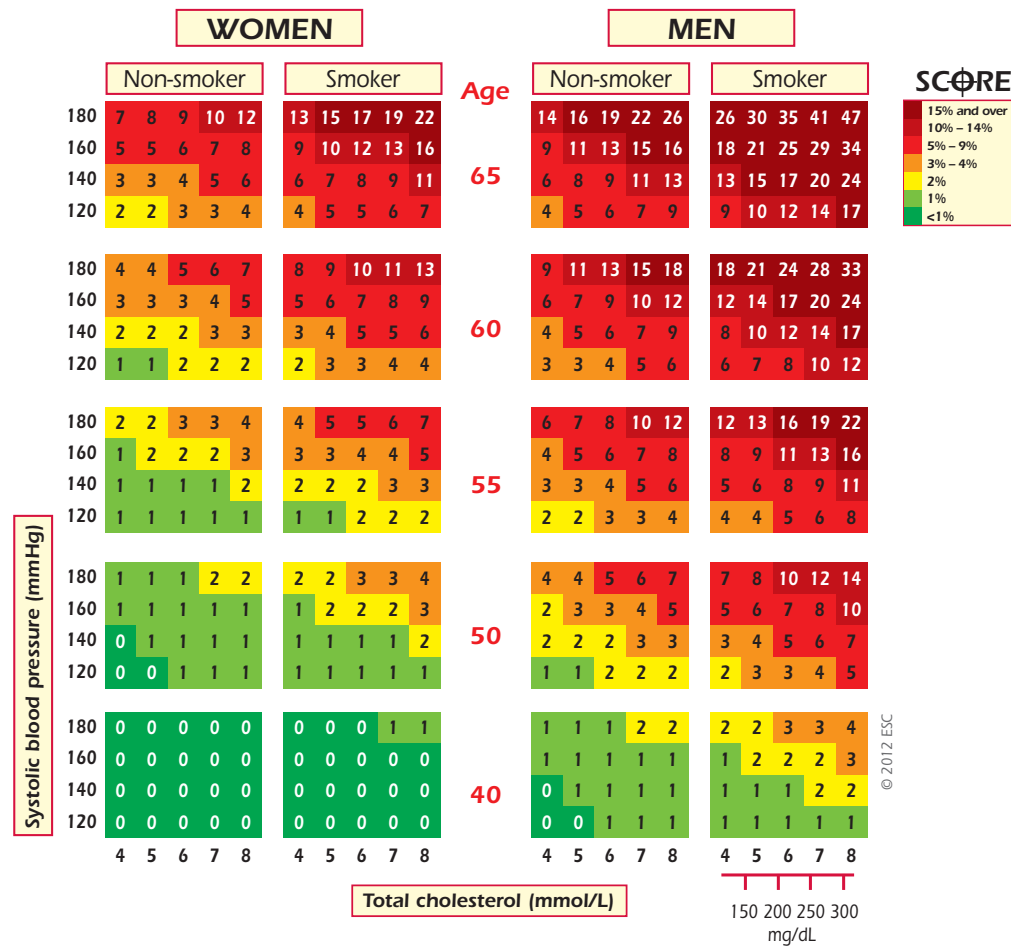 WOMEN MEN
Non-smoker Smoker Age Non-smoker Smoker SCORE
180 7 8 9 10 12 13 15 17 19 22 14 16 19 22 26 26 30 35 41 47 15% and over
10% – 14%
160 5 5 6 7 8 9 10 12 13 16 9 11 13 15 16 18 21 25 29 34 5% – 9%
3% – 4%
65
140 3 3 4 5 6 6 7 8 9 11 6 8 9 11 13 13 15 17 20 24 2%
1%
120 2 2 3 3 4 4 5 5 6 7 4 5 6 7 9 9 10 12 14 17 <1%
180 4 4 5 6 7 8 9 10 11 13 9 11 13 15 18 18 21 24 28 33
160 3 3 3 4 5 5 6 7 8 9 6 7 9 10 12 12 14 17 20 24
60
140 2 2 2 3 3 3 4 5 5 6 4 5 6 7 9 8 10 12 14 17
120 1 1 2 2 2 2 3 3 4 4 3 3 4 5 6 6 7 8 10 12
180 2 2 3 3 4 4 5 5 6 7 6 7 8 10 12 12 13 16 19 22
160 1 2 2 2 3 3 3 4 4 5 4 5 6 7 8 8 9 11 13 16
55
140 1 1 1 1 2 2 2 2 3 3 3 3 4 5 6 5 6 8 9 11
120 1 1 1 1 1 1 1 2 2 2 2 2 3 3 4 4 4 5 6 8
180 1 1 1 2 2 2 2 3 3 4 4 4 5 6 7 7 8 10 12 14
160 1 1 1 1 1 1 2 2 2 3 2 3 3 4 5 5 6 7 8 10
50
140 0 1 1 1 1 1 1 1 1 2 2 2 2 3 3 3 4 5 6 7
120 0 0 1 1 1 1 1 1 1 1 1 1 2 2 2 2 3 3 4 5
180 0 0 0 0 0 0 0 0 1 1 1 1 1 2 2 2 2 3 3 4
160 0 0 0 0 0 0 0 0 0 0 1 1 1 1 1 1 2 2 2 3
40
140 0 0 0 0 0 0 0 0 0 0 0 1 1 1 1 1 1 1 2 2
120 0 0 0 0 0 0 0 0 0 0 0 0 1 1 1 1 1 1 1 1
4 5 6 7 8 4 5 6 7 8 4 5 6 7 8 4 5 6 7 8
Systolic blood pressure (mmHg)
© 2012 ESC
Total cholesterol (mmol/L)
150 200 250 300
mg/dL